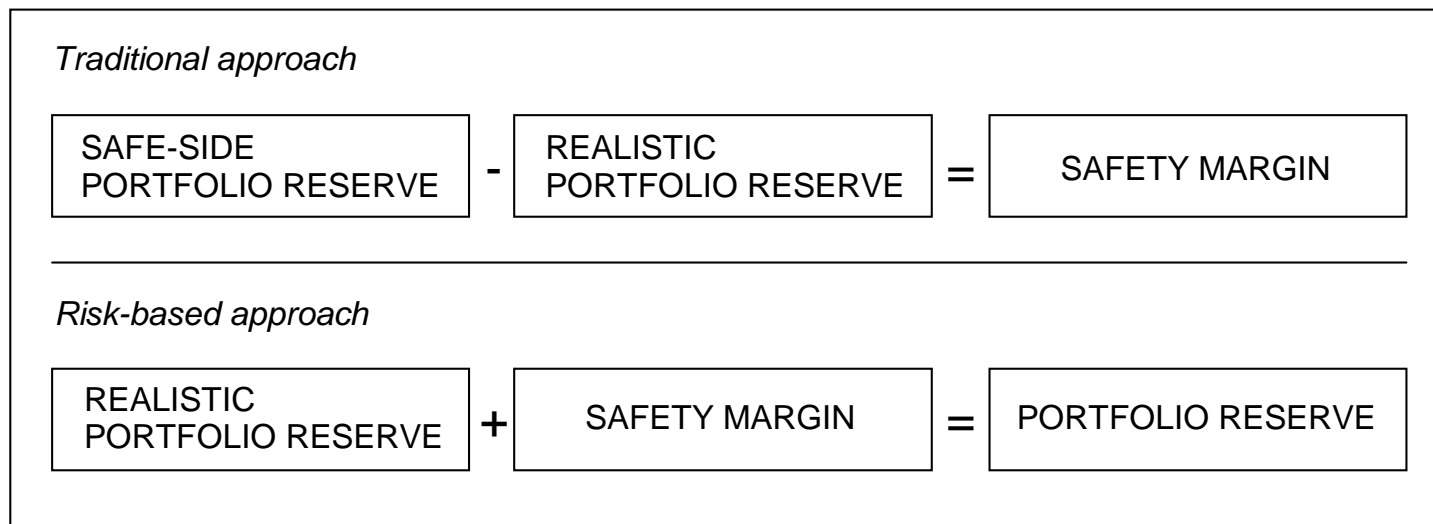 Traditional approach
SAFE-SIDE
PORTFOLIO RESERVE
-
REALISTIC
PORTFOLIO RESERVE
=
SAFETY MARGIN
Risk-based approach
REALISTIC
PORTFOLIO RESERVE
+
SAFETY MARGIN
=
PORTFOLIO RESERVE